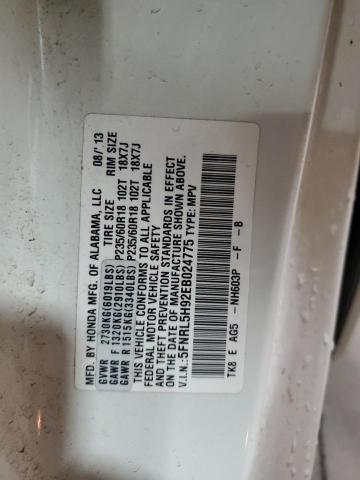 MFD. BY HONDA MFG. OF ALABAMA, LLC 08/'13
GVWR 2730KG(6019LBS) TIRE SIZE RIM SIZE
GAWR F 1320KG(2910LBS) P235/60R18 102T 18X7J
GAWR R 1515KG(3340LBS) P235/60R18 102T 18X7J
THIS VEHICLE CONFORMS TO ALL APPLICABLE
FEDERAL MOTOR VEHICLE SAFETY
AND THEFT PREVENTION STANDARDS IN EFFECT
ON THE DATE OF MANUFACTURE SHOWN ABOVE.
V.I.N.:5FNRL5H92EB024775 TYPE: MPV
TK8 E AG5 -NH603P -F -B